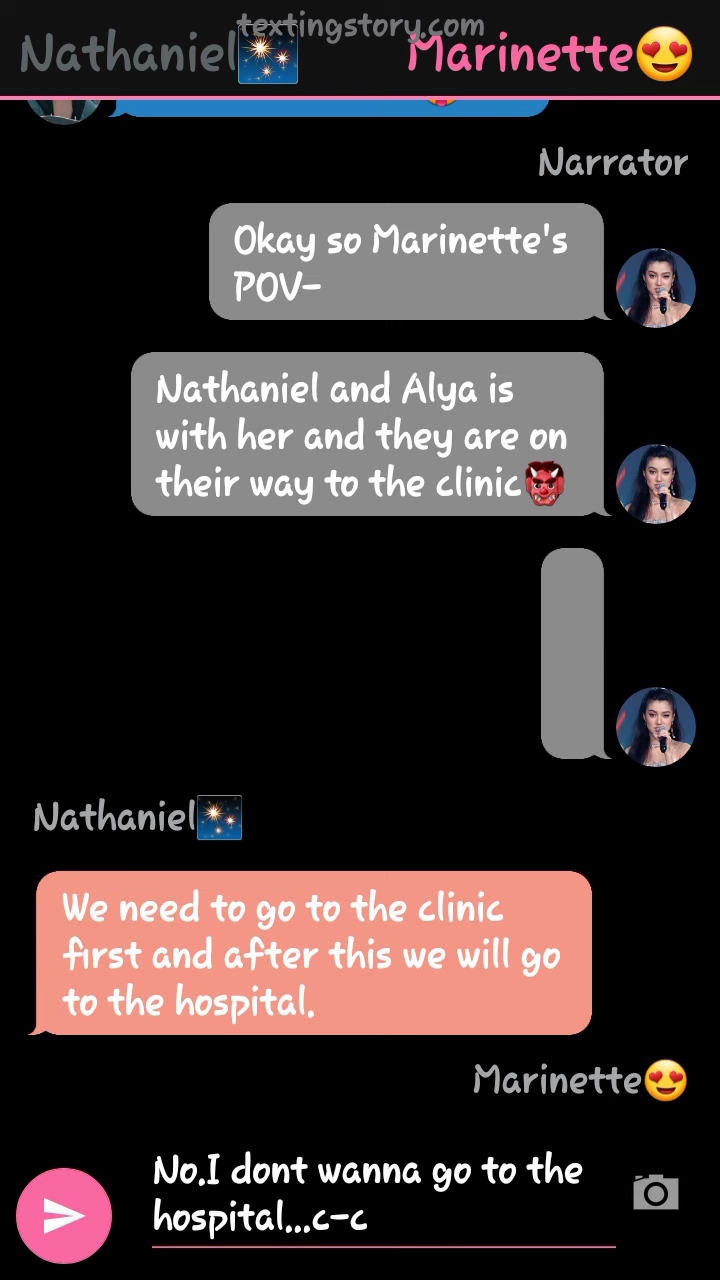 textingstory.com
Nathaniel🎇 Marinette😍
Narrator
Okay so Marinette's
POV-
Nathaniel and Alya is
with her and they are on
their way to the clinic👹
Nathaniel🎇
We need to go to the clinic
first and after this we will go
to the hospital.
Marinette😍
No.I dont wanna go to the
hospital...c-c